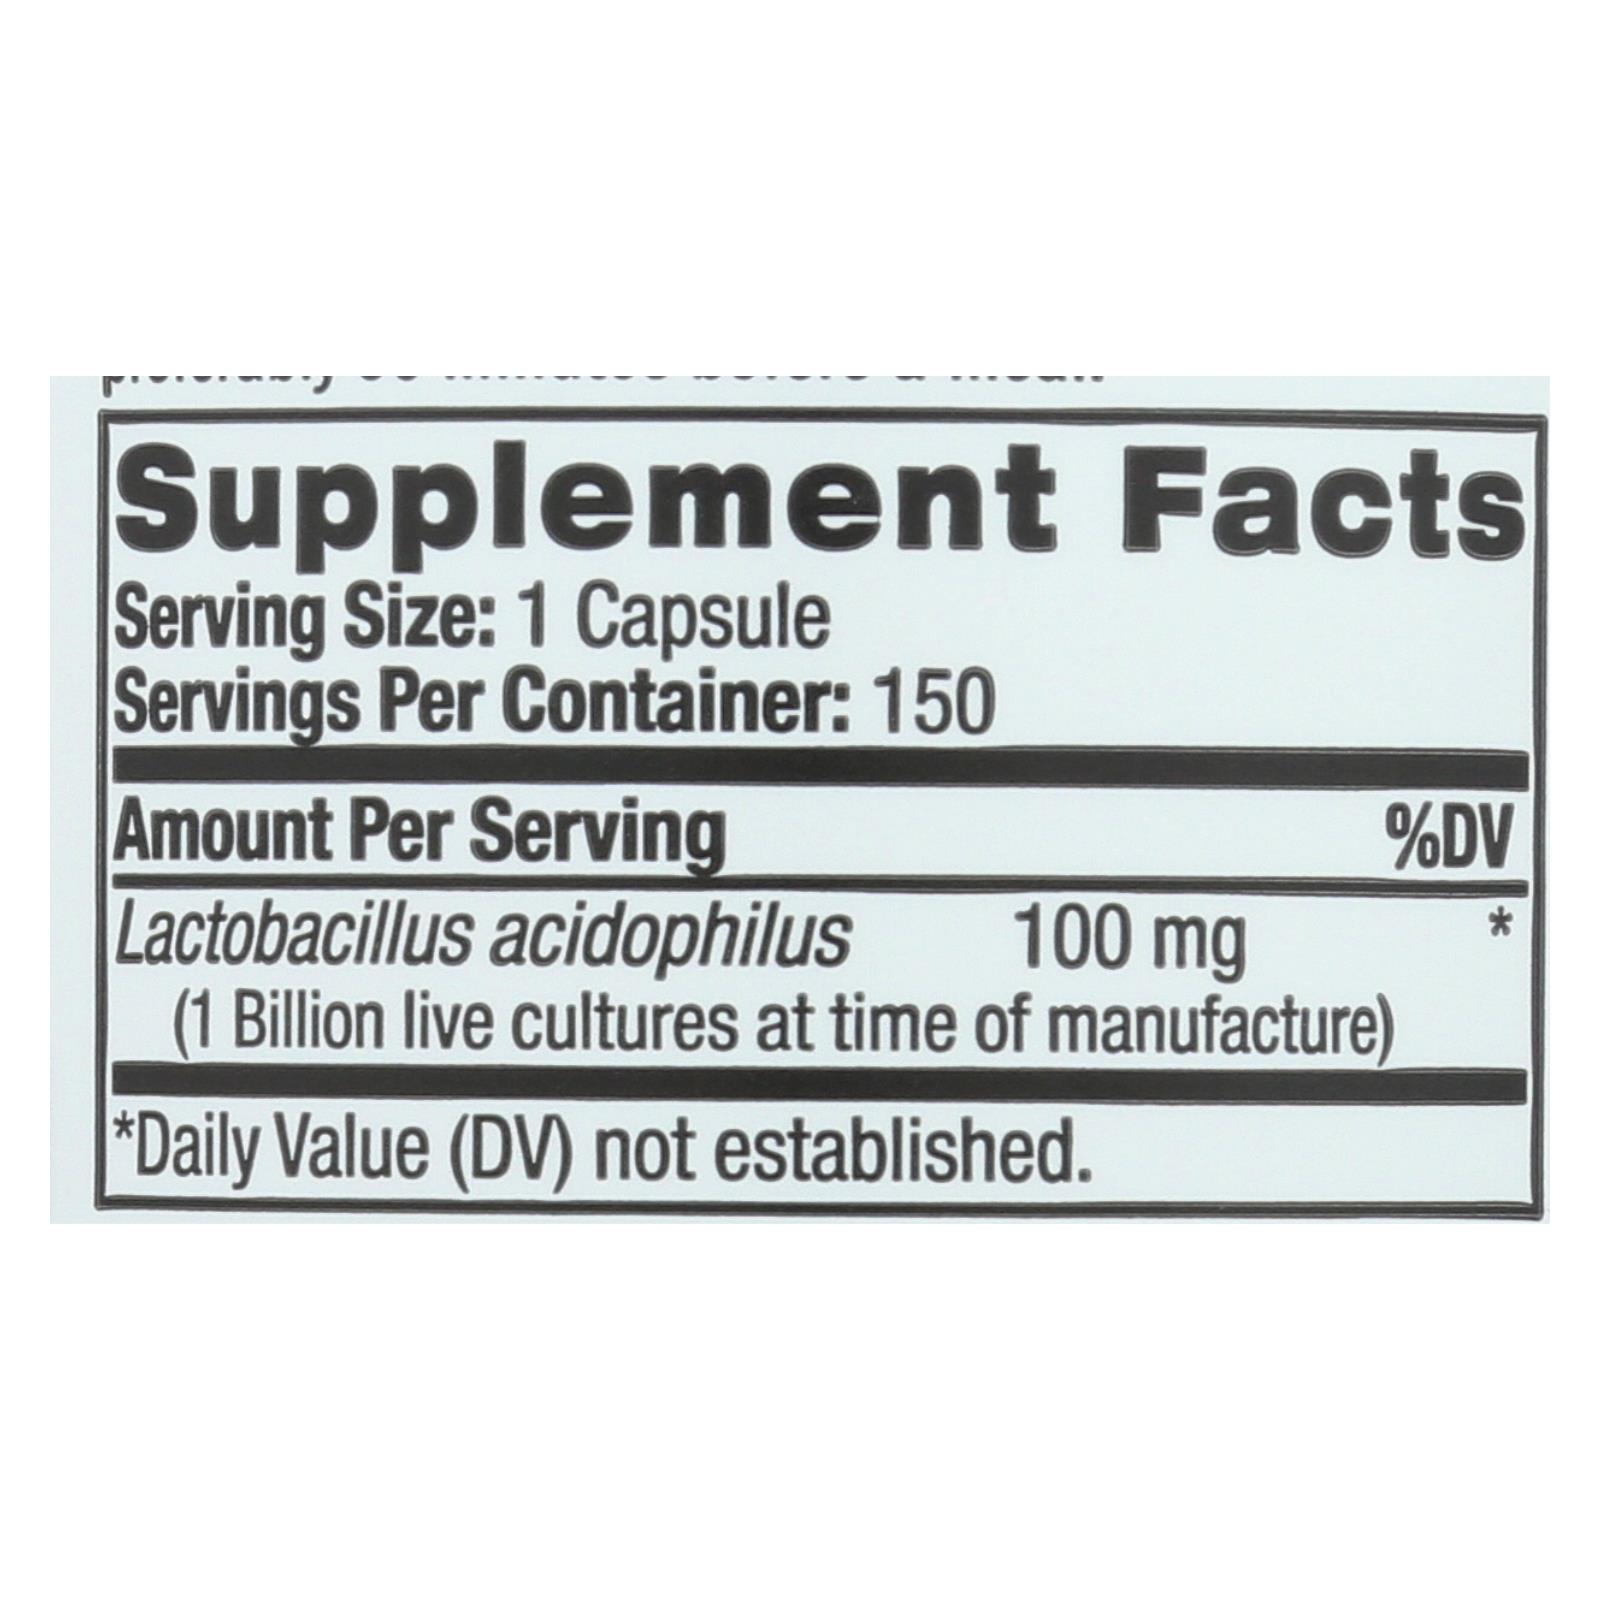 Supplement Facts
Serving Size: 1 Capsule
Servings Per Container: 150
Amount Per Serving %DV
Lactobacillus acidophilus 100 mg *
(1 Billion live cultures at time of manufacture)
*Daily Value (DV) not established.